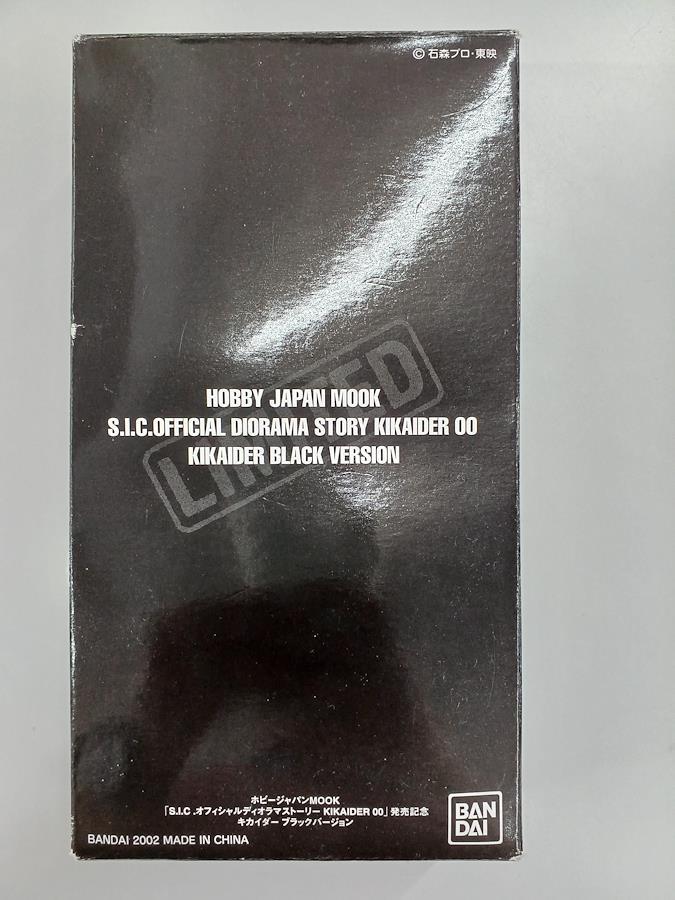 © 石森プロ・東映
LIMITED
HOBBY JAPAN MOOK
S.I.C.OFFICIAL DIORAMA STORY KIKAIDER 00
KIKAIDER BLACK VERSION
ホビージャパンMOOK
「S.I.C .オフィシャルディオラマストーリー KIKAIDER 00」発売記念
キカイダー ブラックバージョン
BANDAI 2002 MADE IN CHINA
BAN
DAI